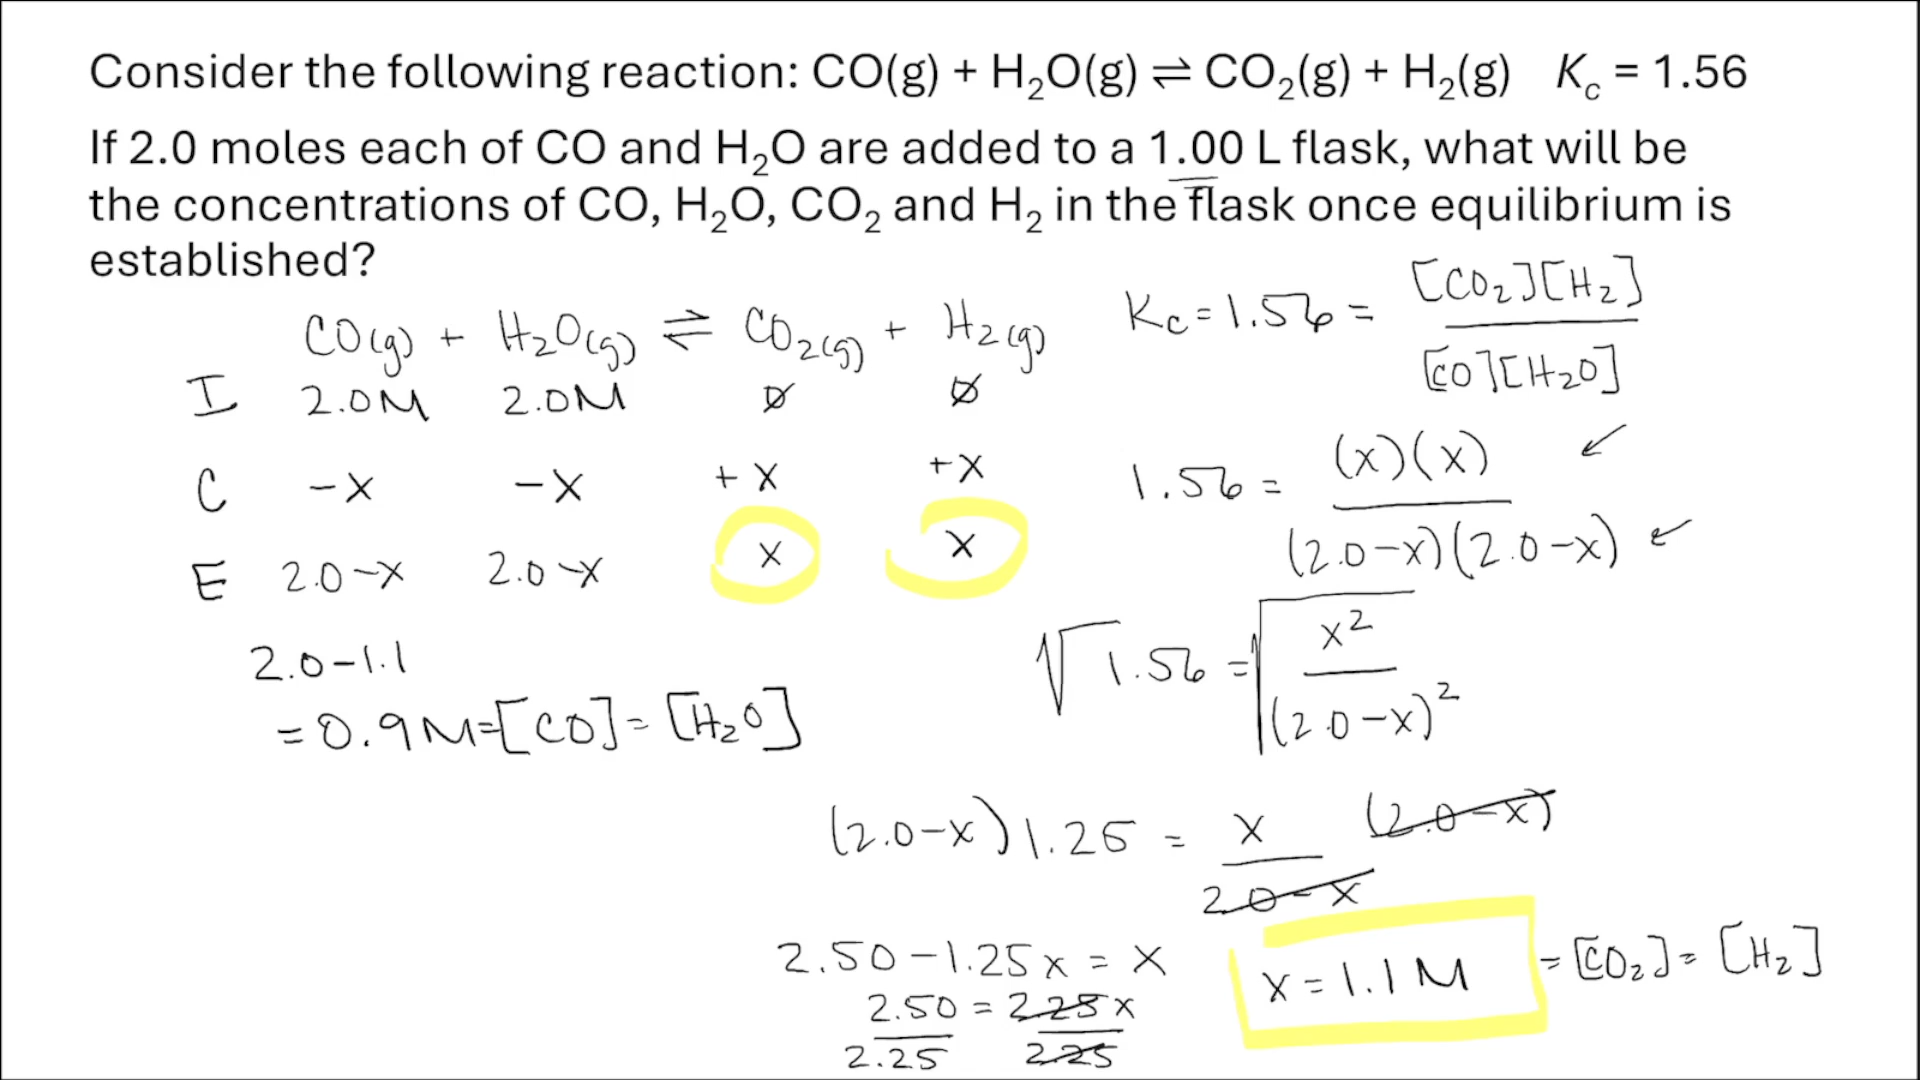 Consider the following reaction: CO(g) + H₂O(g) ⇌ CO₂(g) + H₂(g)   K꜀ = 1.56
If 2.0 moles each of CO and H₂O are added to a 1.00 L flask, what will be
the concentrations of CO, H₂O, CO₂ and H₂ in the flask once equilibrium is
established?
CO(g) + H₂O(g) ⇌ CO₂(g) + H₂(g)
I 2.0M 2.0M ∅ ∅
C -x -x +x +x
E 2.0-x 2.0-x x x
2.0-1.1
= 0.9M = [CO] = [H₂O]
Kc = 1.56 = [CO₂][H₂]
[CO][H₂O]
1.56 = (x)(x)
(2.0-x)(2.0-x)
√1.56 = √x²
(2.0-x)²
(2.0-x) 1.25 = x (2.0-x)
2.0-x
2.50-1.25x = x
2.50 = 2.25x
2.25 2.25
x = 1.1M = [CO₂] = [H₂]